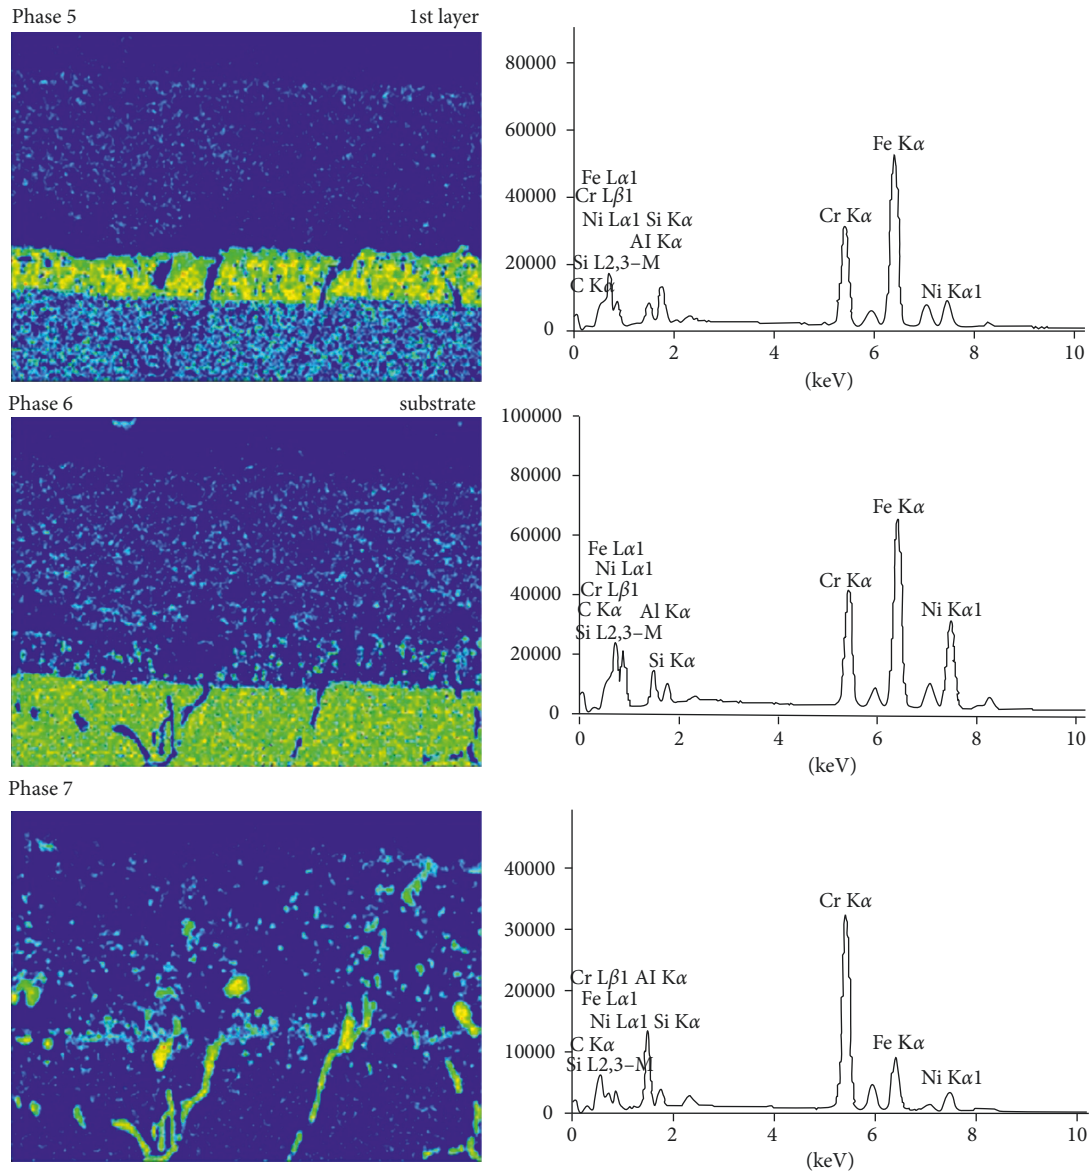 Phase 5 1st layer
80000
60000
40000
20000
0
Fe Kα
Fe Lα1
Cr Lβ1
Ni Lα1 Si Kα
Cr Kα
AI Kα
Si L2,3–M
C Kα
Ni Kα1
0 2 4 6 8 10
(keV)
Phase 6 substrate
100000
80000
60000
40000
20000
0
Fe Kα
Fe Lα1
Ni Lα1
Cr Kα
Cr Lβ1
C Kα Al Kα
Ni Kα1
Si L2,3–M
Si Kα
0 2 4 6 8 10
(keV)
Phase 7
40000
30000
20000
10000
0
Cr Kα
Cr Lβ1 AI Kα
Fe Lα1
Ni Lα1 Si Kα
C Kα
Fe Kα
Si L2,3–M
Ni Kα1
0 2 4 6 8 10
(keV)